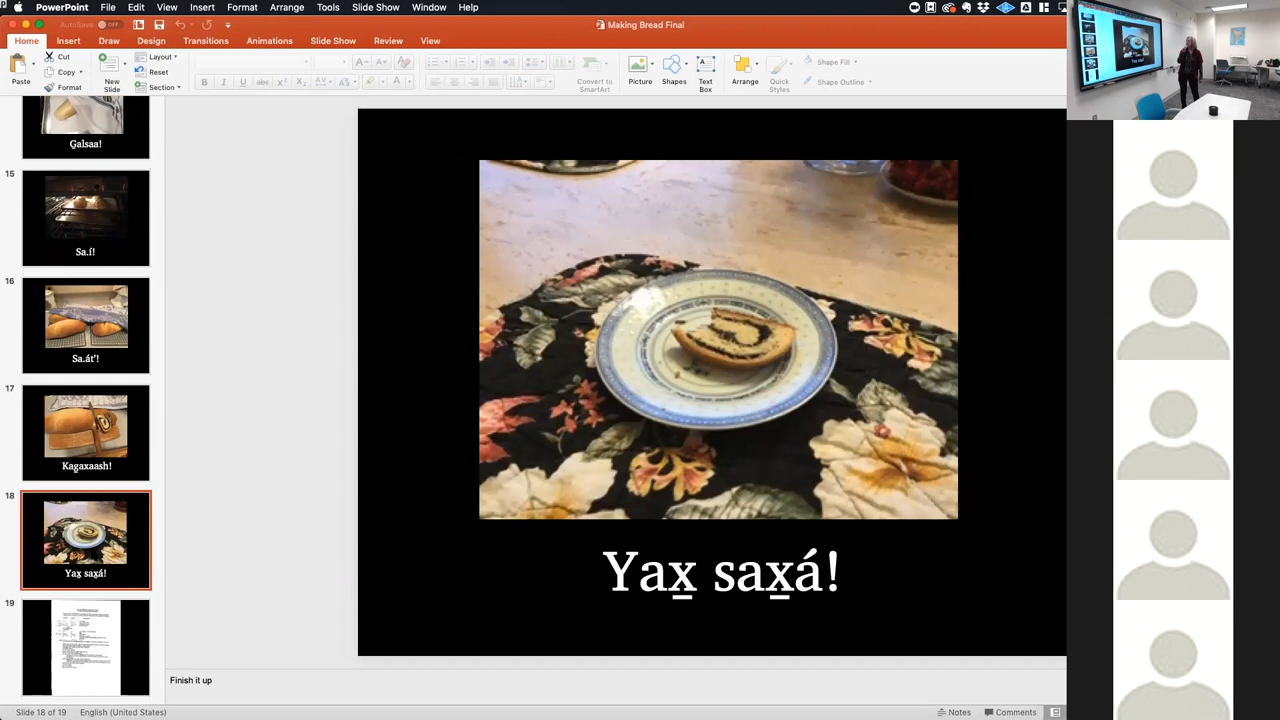 PowerPoint File Edit View Insert Format Arrange Tools Slide Show Window Help
AutoSave OFF
Making Bread Final
Home Insert Draw Design Transitions Animations Slide Show Review View
Paste
Cut
Copy
Format
New Slide
Layout
Reset
Section
Convert to SmartArt
Picture
Shapes
Text Box
Arrange
Quick Styles
Shape Fill
Shape Outline
G̲alsaa!
15
Sa.í!
16
Sa.át'!
17
Kagaxaash!
18
Yax̲ sax̲á!
19
Yax̲ sax̲á!
Finish it up
Slide 18 of 19
English (United States)
Notes
Comments